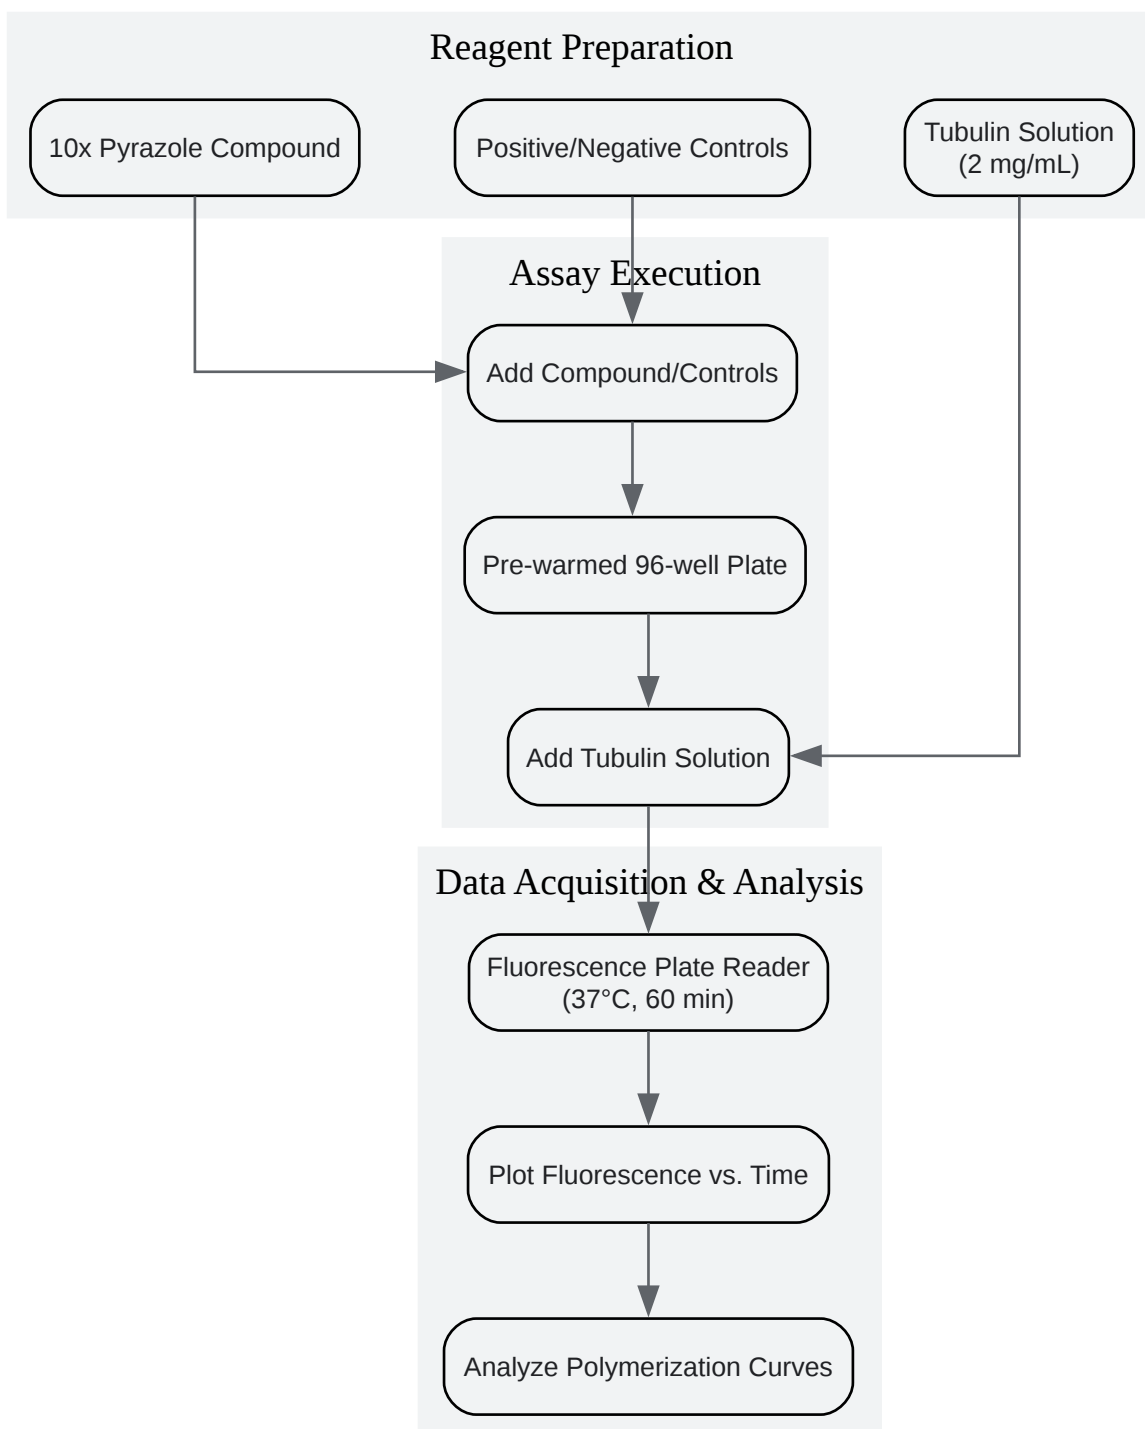 Reagent Preparation
10x Pyrazole Compound
Positive/Negative Controls
Tubulin Solution
(2 mg/mL)
Assay Execution
Add Compound/Controls
Pre-warmed 96-well Plate
Add Tubulin Solution
Data Acquisition & Analysis
Fluorescence Plate Reader
(37°C, 60 min)
Plot Fluorescence vs. Time
Analyze Polymerization Curves